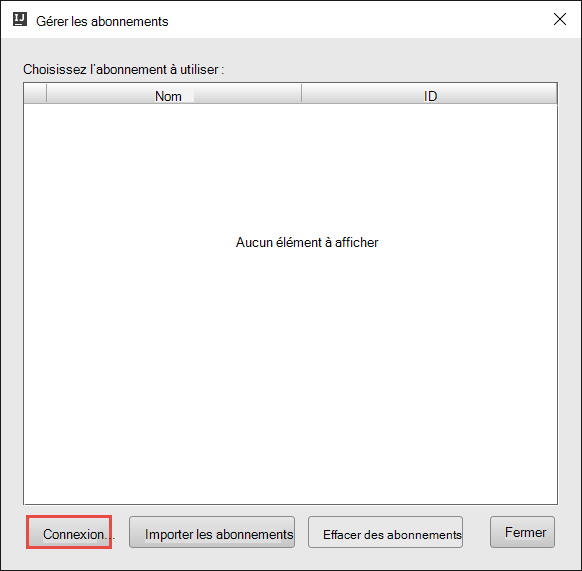 IJ
Gérer les abonnements
Choisissez l'abonnement à utiliser :
Nom ID
Aucun élément à afficher
Connexion... Importer les abonnements Effacer des abonnements Fermer